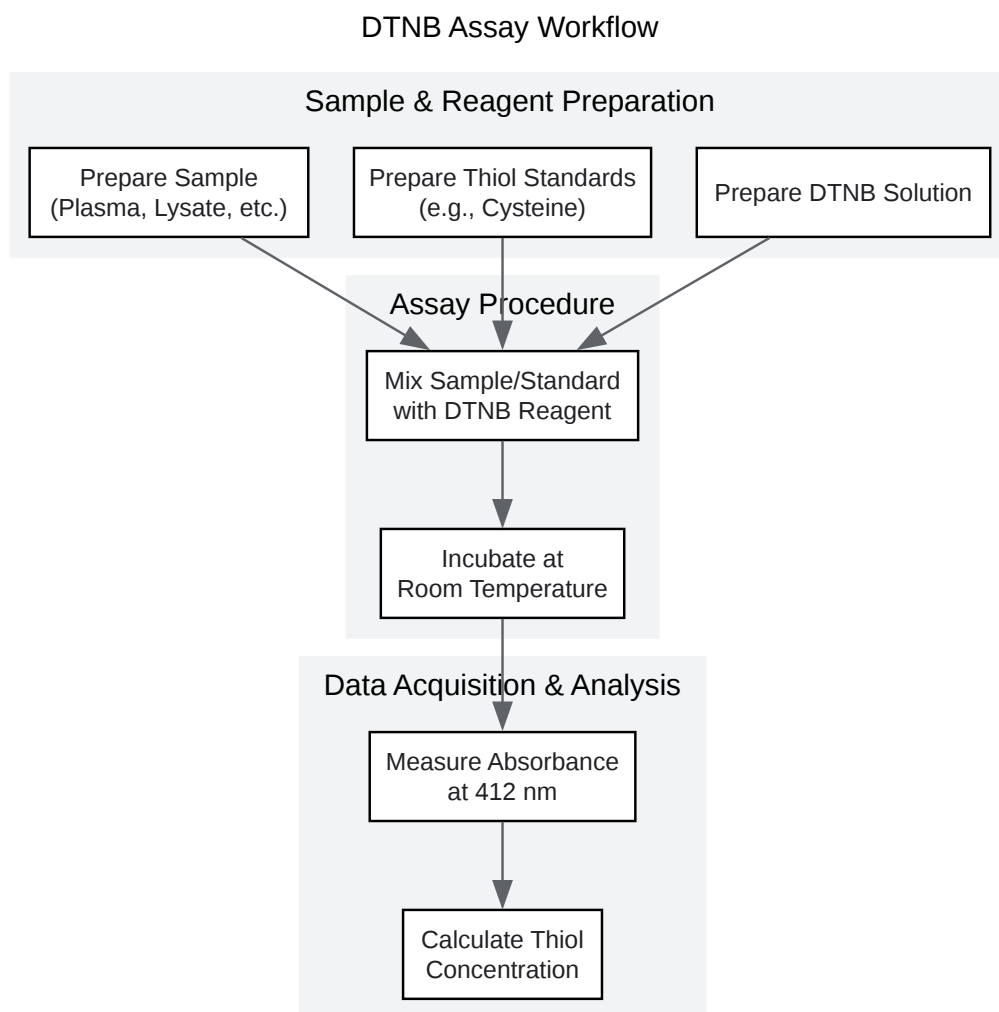 DTNB Assay Workflow
Sample & Reagent Preparation
Prepare Sample
(Plasma, Lysate, etc.)
Prepare Thiol Standards
(e.g., Cysteine)
Prepare DTNB Solution
Assay Procedure
Mix Sample/Standard
with DTNB Reagent
Incubate at
Room Temperature
Data Acquisition & Analysis
Measure Absorbance
at 412 nm
Calculate Thiol
Concentration